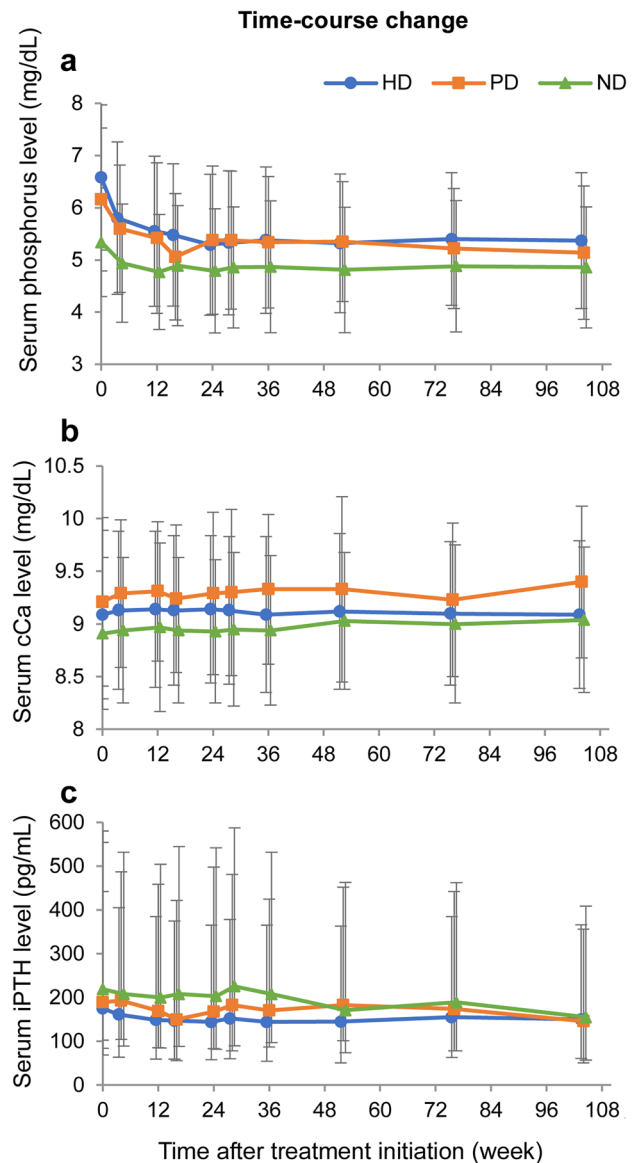 Time-course change
a
HD PD ND
Serum phosphorus level (mg/dL)
8
7
6
5
4
3
0 12 24 36 48 60 72 84 96 108
b
Serum cCa level (mg/dL)
10.5
10
9.5
9
8.5
8
0 12 24 36 48 60 72 84 96 108
c
Serum iPTH level (pg/mL)
600
500
400
300
200
100
0
0 12 24 36 48 60 72 84 96 108
Time after treatment initiation (week)